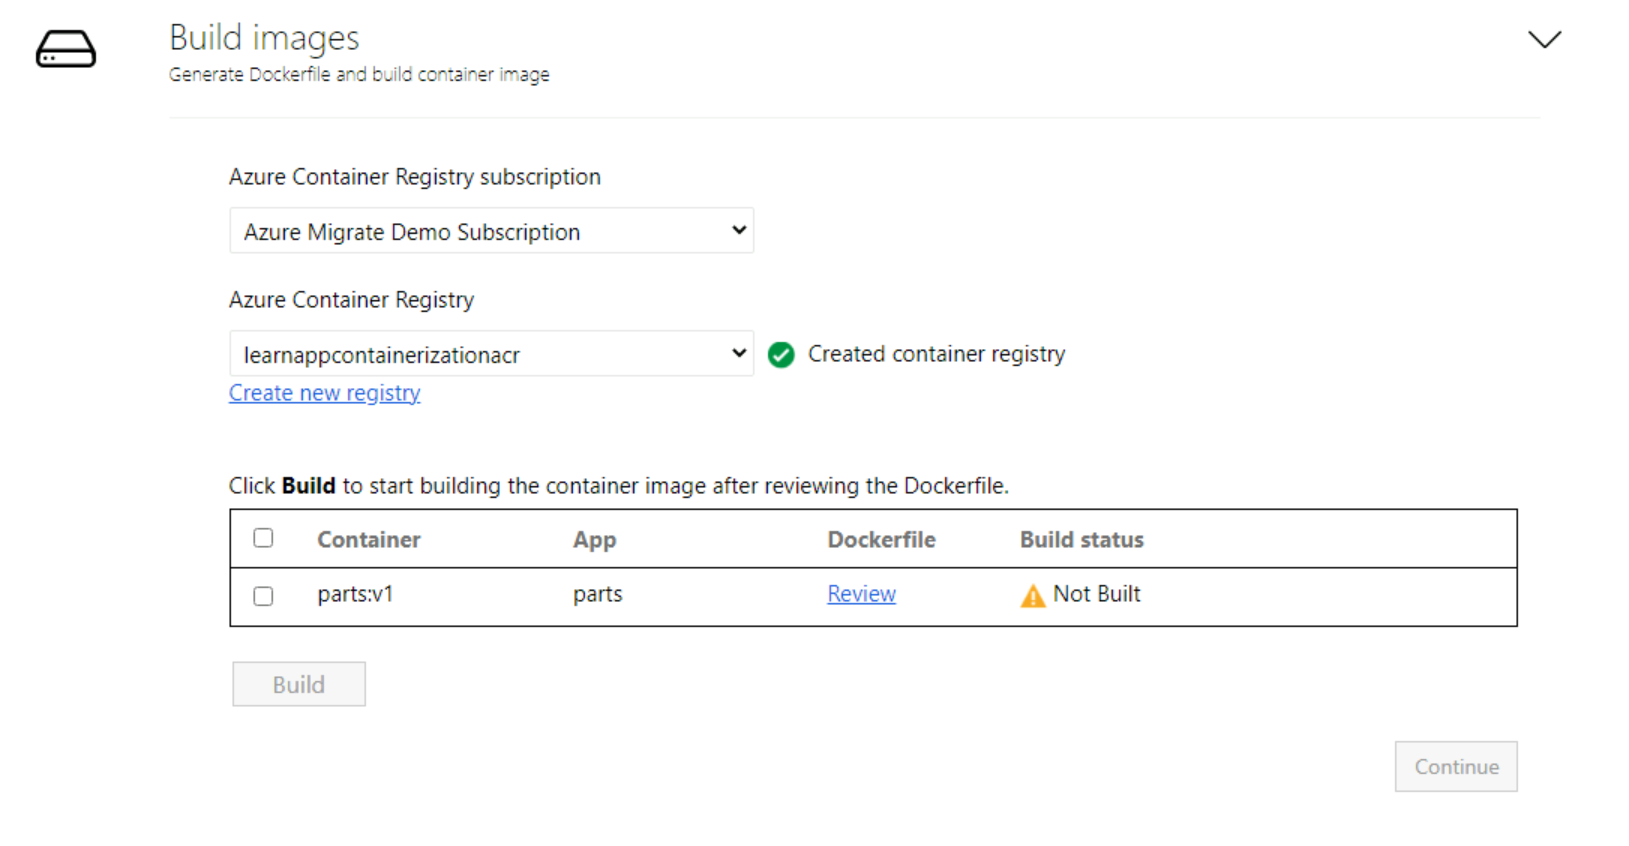 Build images
Generate Dockerfile and build container image
Azure Container Registry subscription
Azure Migrate Demo Subscription
Azure Container Registry
learnappcontainerizationacr
Created container registry
Create new registry
Click Build to start building the container image after reviewing the Dockerfile.
Container App Dockerfile Build status
parts:v1 parts Review Not Built
Build
Continue